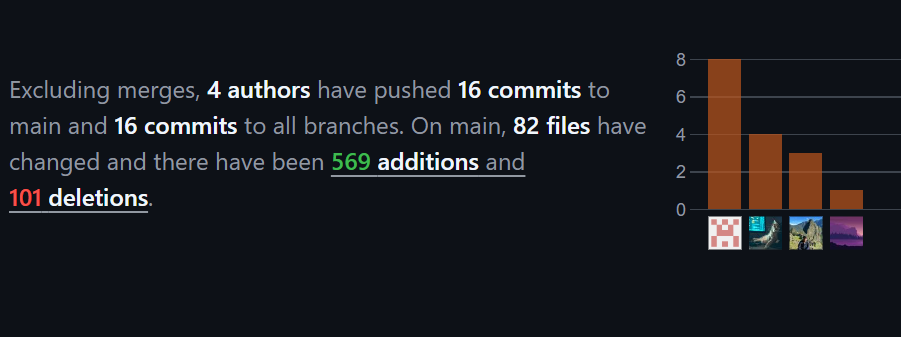 Excluding merges, 4 authors have pushed 16 commits to
main and 16 commits to all branches. On main, 82 files have
changed and there have been 569 additions and
101 deletions.
8
6
4
2
0